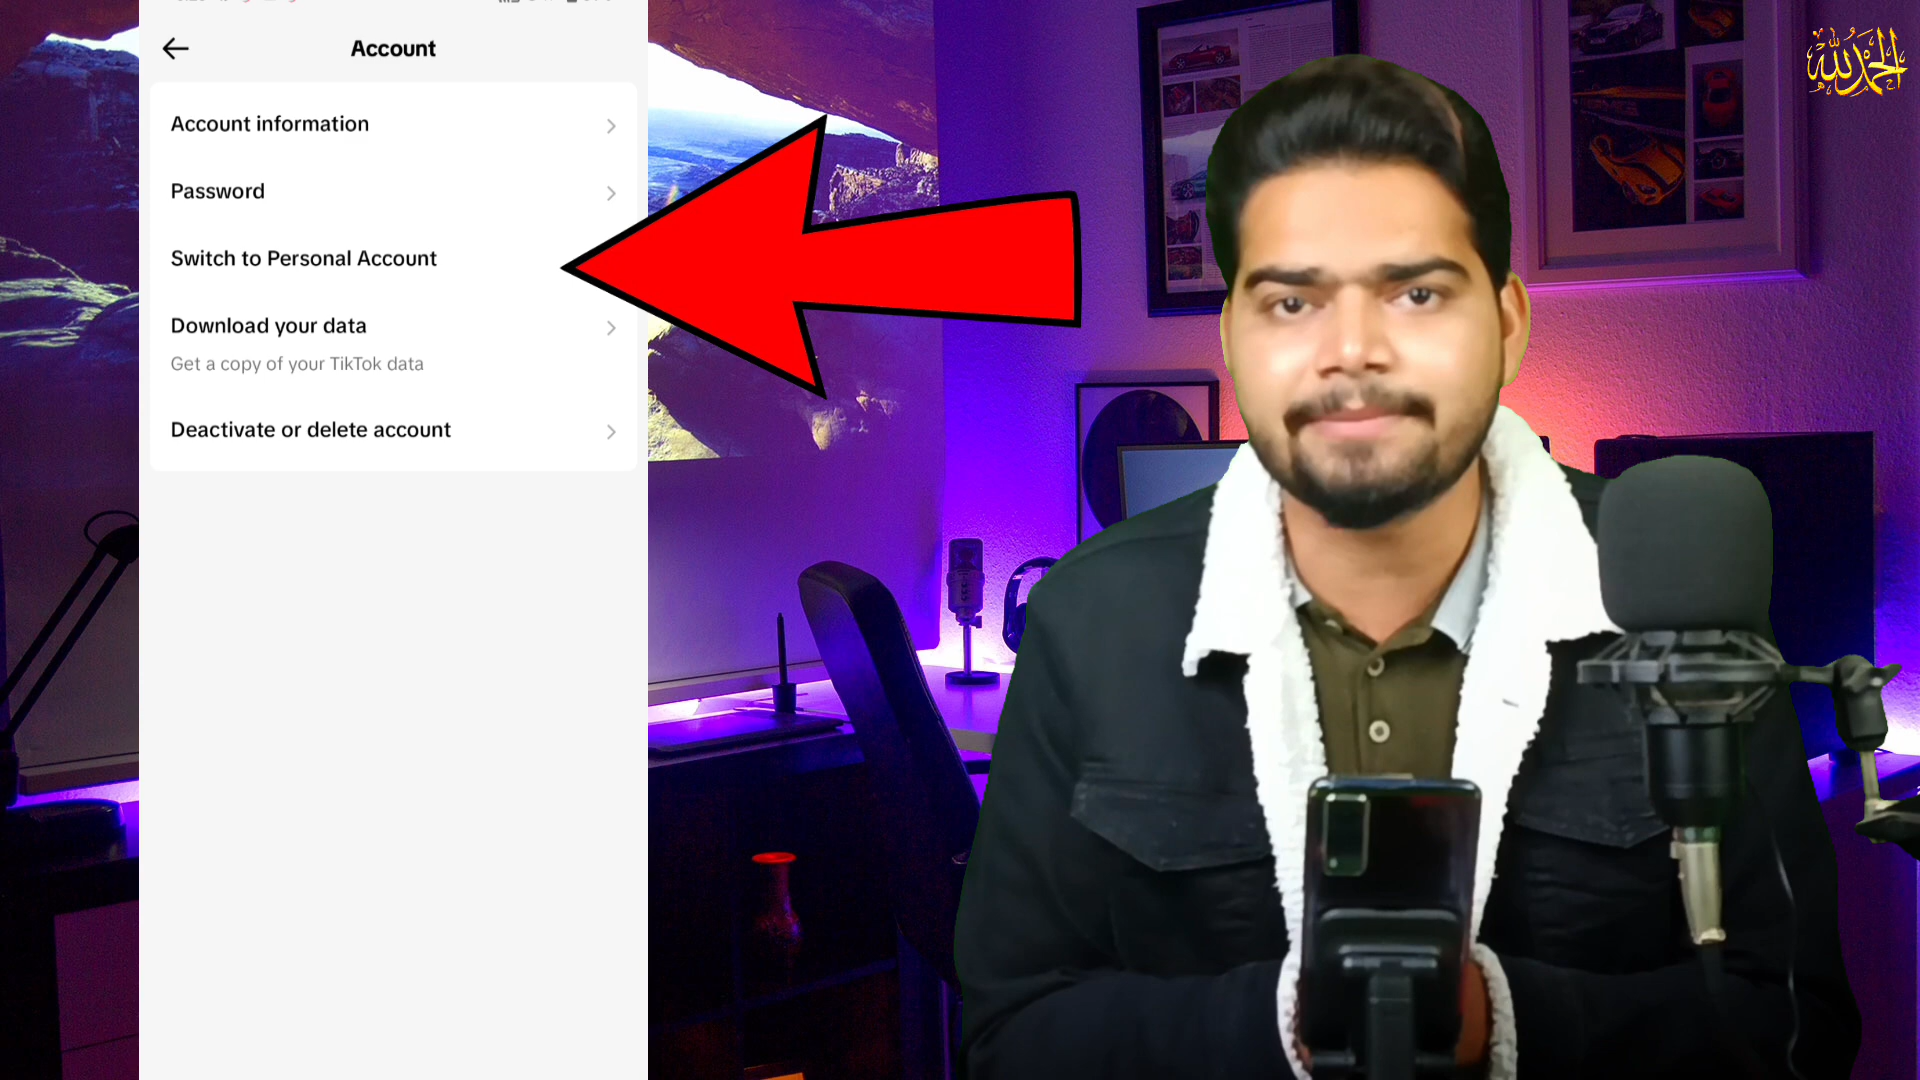 Account
Account information
Password
Switch to Personal Account
Download your data
Get a copy of your TikTok data
Deactivate or delete account
الحمد لله